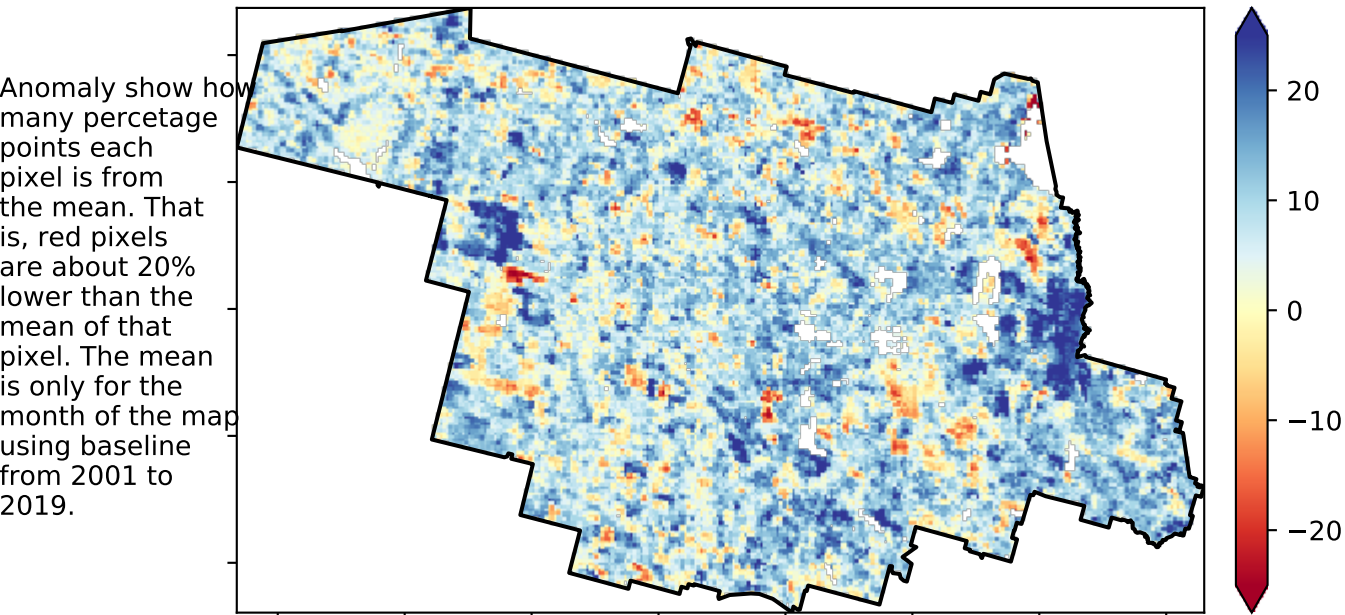 Anomaly show how
many percetage
points each
pixel is from
the mean. That
is, red pixels
are about 20%
lower than the
mean of that
pixel. The mean
is only for the
month of the map
using baseline
from 2001 to
2019.
20
10
0
−10
−20